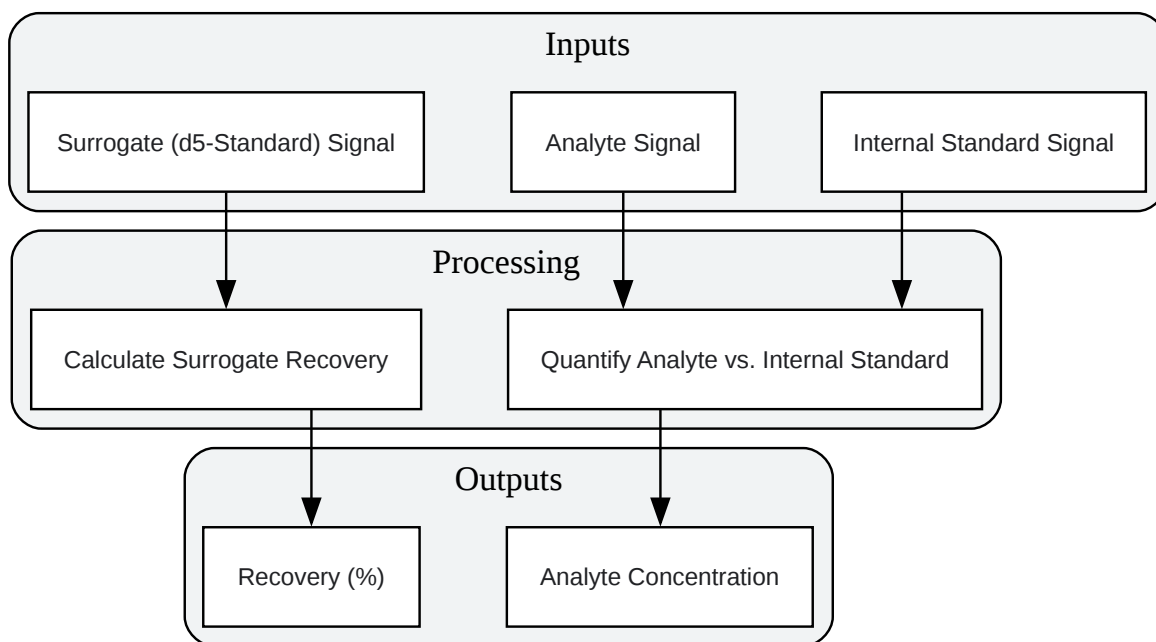 Inputs
Surrogate (d5-Standard) Signal
Analyte Signal
Internal Standard Signal
Processing
Calculate Surrogate Recovery
Quantify Analyte vs. Internal Standard
Outputs
Recovery (%)
Analyte Concentration